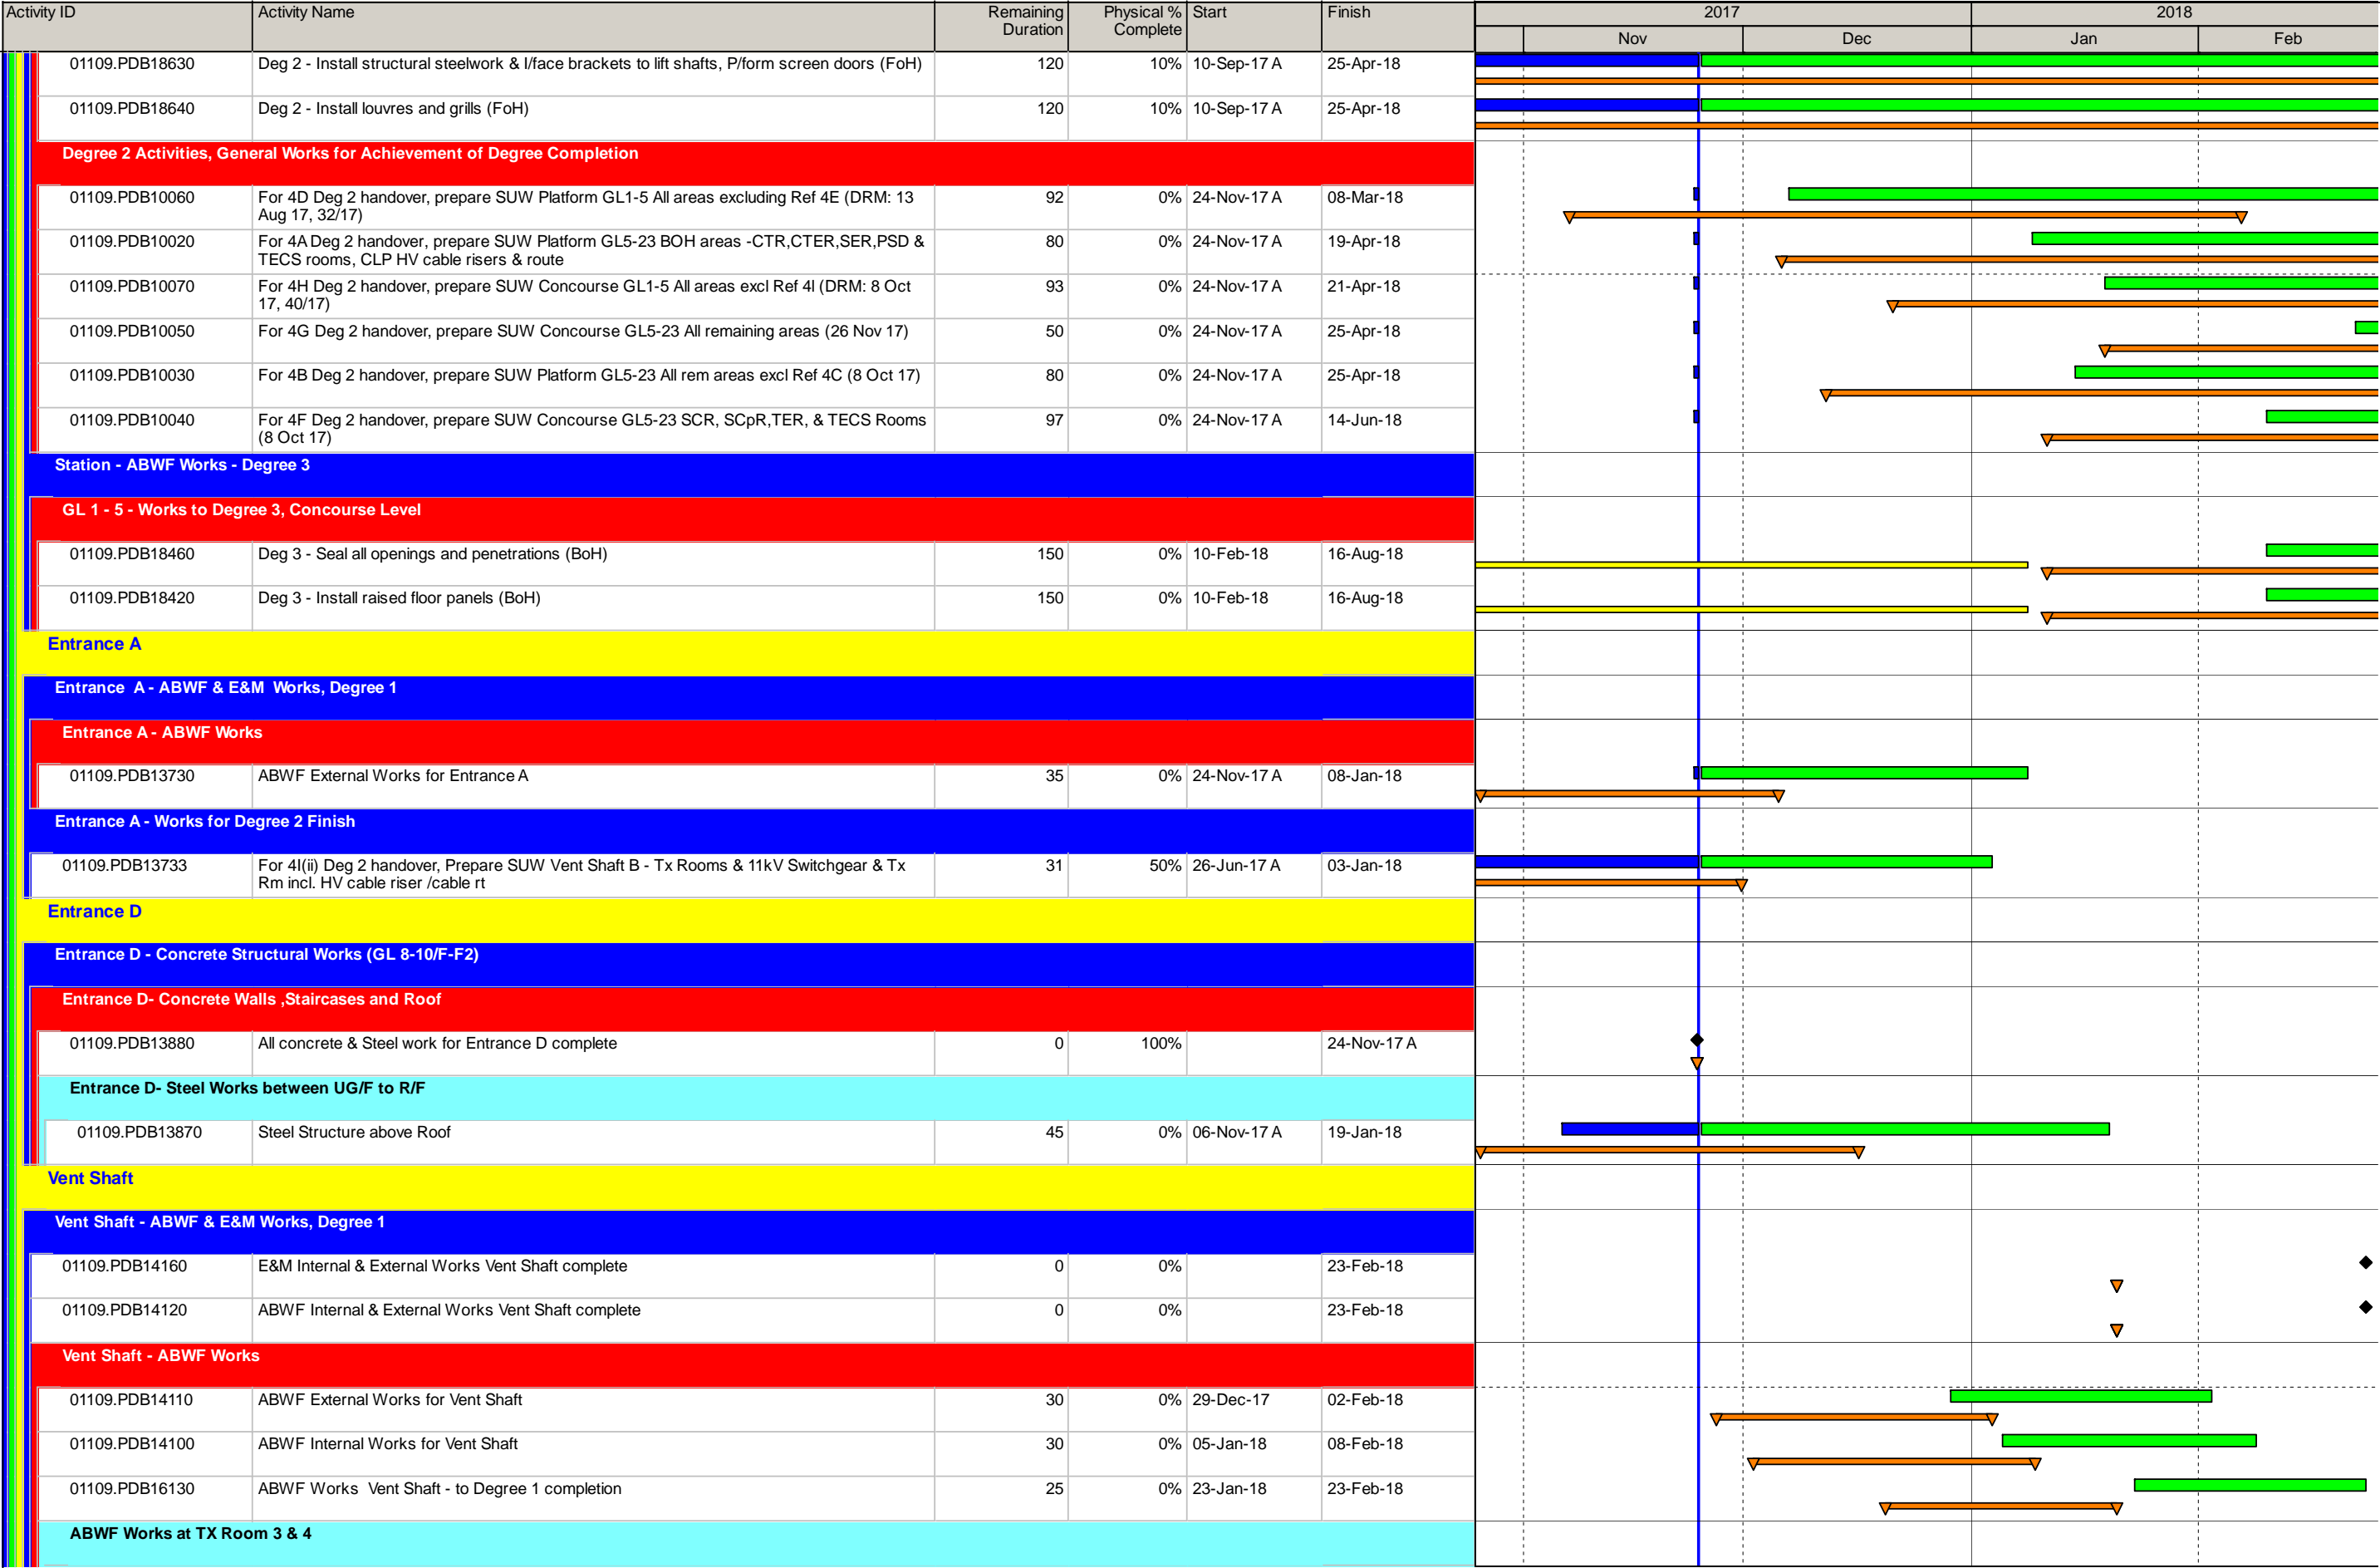 Activity ID Activity Name Remaining Duration Physical % Complete Start Finish 2017 2018
Nov Dec Jan Feb
01109.PDB18630 Deg 2 - Install structural steelwork & I/face brackets to lift shafts, P/form screen doors (FoH) 120 10% 10-Sep-17 A 25-Apr-18
01109.PDB18640 Deg 2 - Install louvres and grills (FoH) 120 10% 10-Sep-17 A 25-Apr-18
Degree 2 Activities, General Works for Achievement of Degree Completion
01109.PDB10060 For 4D Deg 2 handover, prepare SUW Platform GL1-5 All areas excluding Ref 4E (DRM: 13 92 0% 24-Nov-17 A 08-Mar-18
Aug 17, 32/17)
01109.PDB10020 For 4A Deg 2 handover, prepare SUW Platform GL5-23 BOH areas -CTR,CTER,SER,PSD & 80 0% 24-Nov-17 A 19-Apr-18
TECS rooms, CLP HV cable risers & route
01109.PDB10070 For 4H Deg 2 handover, prepare SUW Concourse GL1-5 All areas excl Ref 4I (DRM: 8 Oct 93 0% 24-Nov-17 A 21-Apr-18
17, 40/17)
01109.PDB10050 For 4G Deg 2 handover, prepare SUW Concourse GL5-23 All remaining areas (26 Nov 17) 50 0% 24-Nov-17 A 25-Apr-18
01109.PDB10030 For 4B Deg 2 handover, prepare SUW Platform GL5-23 All rem areas excl Ref 4C (8 Oct 17) 80 0% 24-Nov-17 A 25-Apr-18
01109.PDB10040 For 4F Deg 2 handover, prepare SUW Concourse GL5-23 SCR, SCpR,TER, & TECS Rooms 97 0% 24-Nov-17 A 14-Jun-18
(8 Oct 17)
Station - ABWF Works - Degree 3
GL 1 - 5 - Works to Degree 3, Concourse Level
01109.PDB18460 Deg 3 - Seal all openings and penetrations (BoH) 150 0% 10-Feb-18 16-Aug-18
01109.PDB18420 Deg 3 - Install raised floor panels (BoH) 150 0% 10-Feb-18 16-Aug-18
Entrance A
Entrance A - ABWF & E&M Works, Degree 1
Entrance A - ABWF Works
01109.PDB13730 ABWF External Works for Entrance A 35 0% 24-Nov-17 A 08-Jan-18
Entrance A - Works for Degree 2 Finish
01109.PDB13733 For 4I(ii) Deg 2 handover, Prepare SUW Vent Shaft B - Tx Rooms & 11kV Switchgear & Tx 31 50% 26-Jun-17 A 03-Jan-18
Rm incl. HV cable riser /cable rt
Entrance D
Entrance D - Concrete Structural Works (GL 8-10/F-F2)
Entrance D- Concrete Walls ,Staircases and Roof
01109.PDB13880 All concrete & Steel work for Entrance D complete 0 100% 24-Nov-17 A
Entrance D- Steel Works between UG/F to R/F
01109.PDB13870 Steel Structure above Roof 45 0% 06-Nov-17 A 19-Jan-18
Vent Shaft
Vent Shaft - ABWF & E&M Works, Degree 1
01109.PDB14160 E&M Internal & External Works Vent Shaft complete 0 0% 23-Feb-18
01109.PDB14120 ABWF Internal & External Works Vent Shaft complete 0 0% 23-Feb-18
Vent Shaft - ABWF Works
01109.PDB14110 ABWF External Works for Vent Shaft 30 0% 29-Dec-17 02-Feb-18
01109.PDB14100 ABWF Internal Works for Vent Shaft 30 0% 05-Jan-18 08-Feb-18
01109.PDB16130 ABWF Works Vent Shaft - to Degree 1 completion 25 0% 23-Jan-18 23-Feb-18
ABWF Works at TX Room 3 & 4